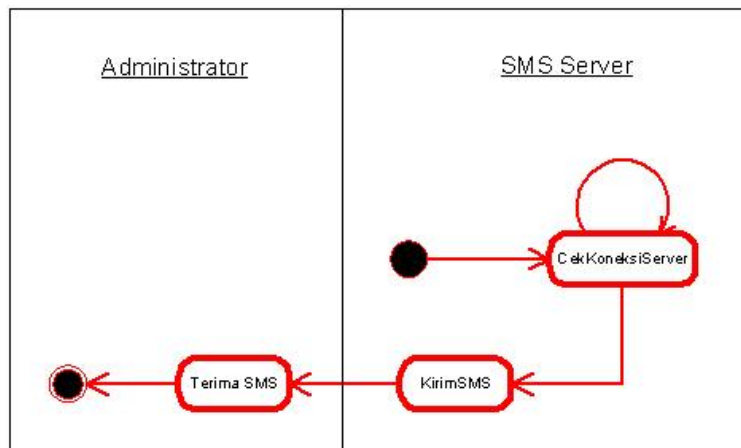 Administrator
SMS Server
CekKoneksiServer
Terima SMS
KirimSMS